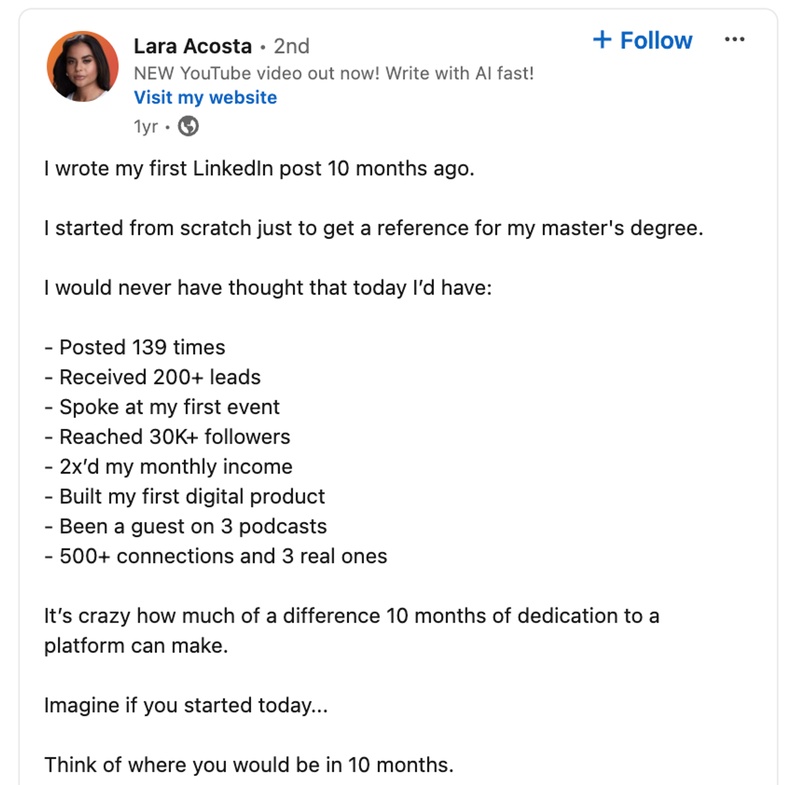 Lara Acosta • 2nd
+ Follow
NEW YouTube video out now! Write with AI fast!
Visit my website
1yr •
I wrote my first LinkedIn post 10 months ago.
I started from scratch just to get a reference for my master's degree.
I would never have thought that today I’d have:
- Posted 139 times
- Received 200+ leads
- Spoke at my first event
- Reached 30K+ followers
- 2x’d my monthly income
- Built my first digital product
- Been a guest on 3 podcasts
- 500+ connections and 3 real ones
It’s crazy how much of a difference 10 months of dedication to a
platform can make.
Imagine if you started today...
Think of where you would be in 10 months.